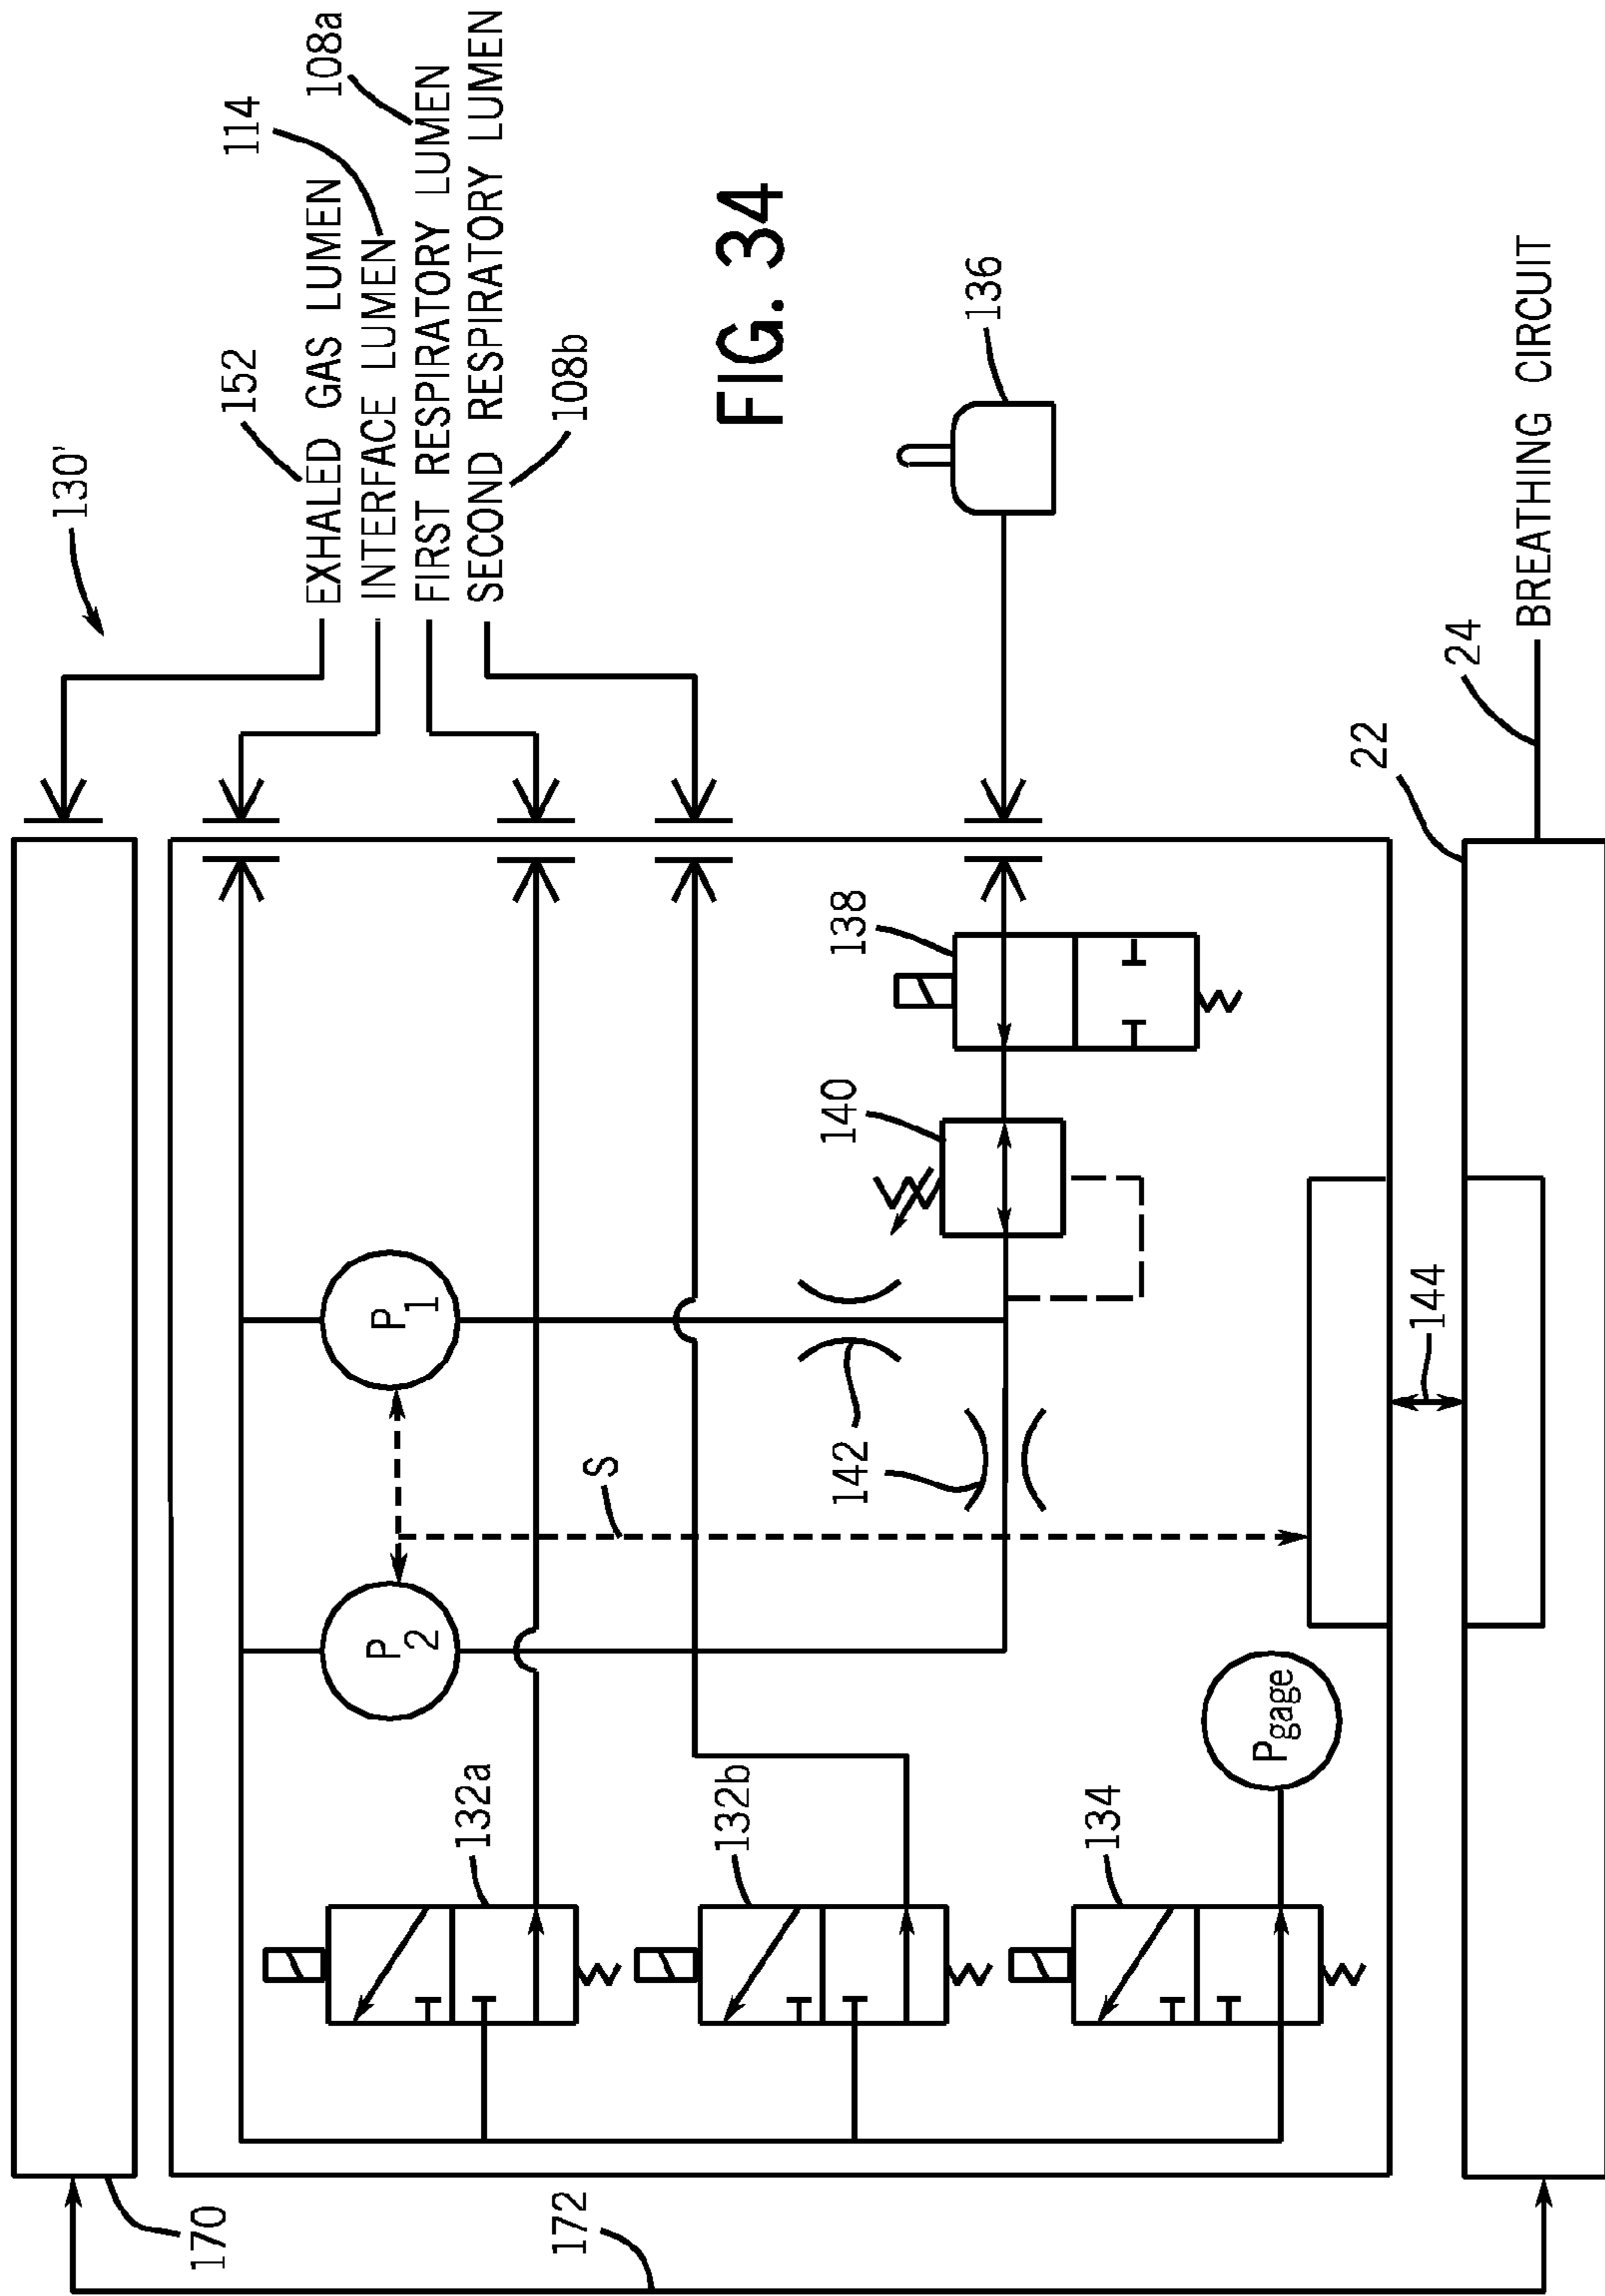 130'
152
114
108a
EXHALED GAS LUMEN
INTERFACE LUMEN
FIRST RESPIRATORY LUMEN
SECOND RESPIRATORY LUMEN
108b
FIG. 34
136
P1
P2
S
132a
132b
134
138
140
142
Pgage
144
22
24
BREATHING CIRCUIT
170
172